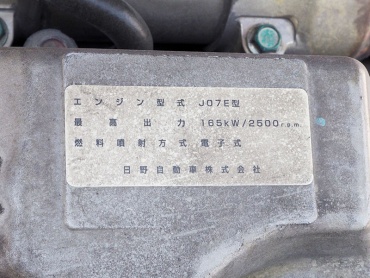 エンジン型式 J07E型
最高出力 165kW/2500r.p.m.
燃料噴射方式 電子式
日野自動車株式会社